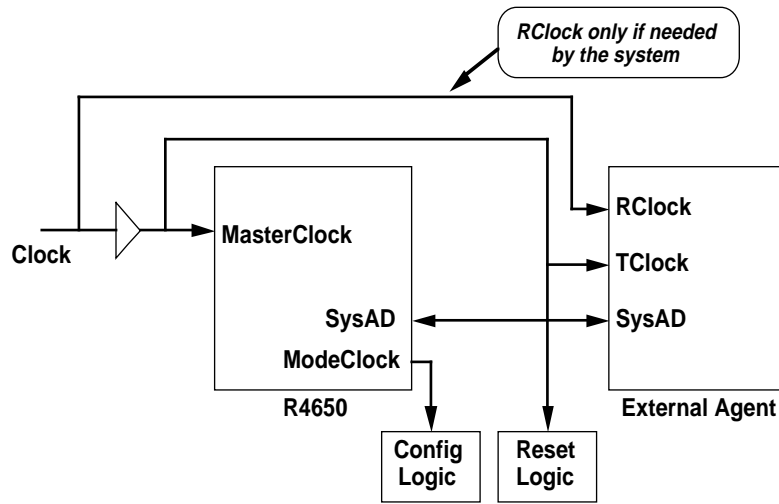 RClock only if needed
by the system
RClock
MasterClock
Clock
TClock
SysAD
SysAD
ModeClock
R4650
External Agent
Config
Logic
Reset
Logic